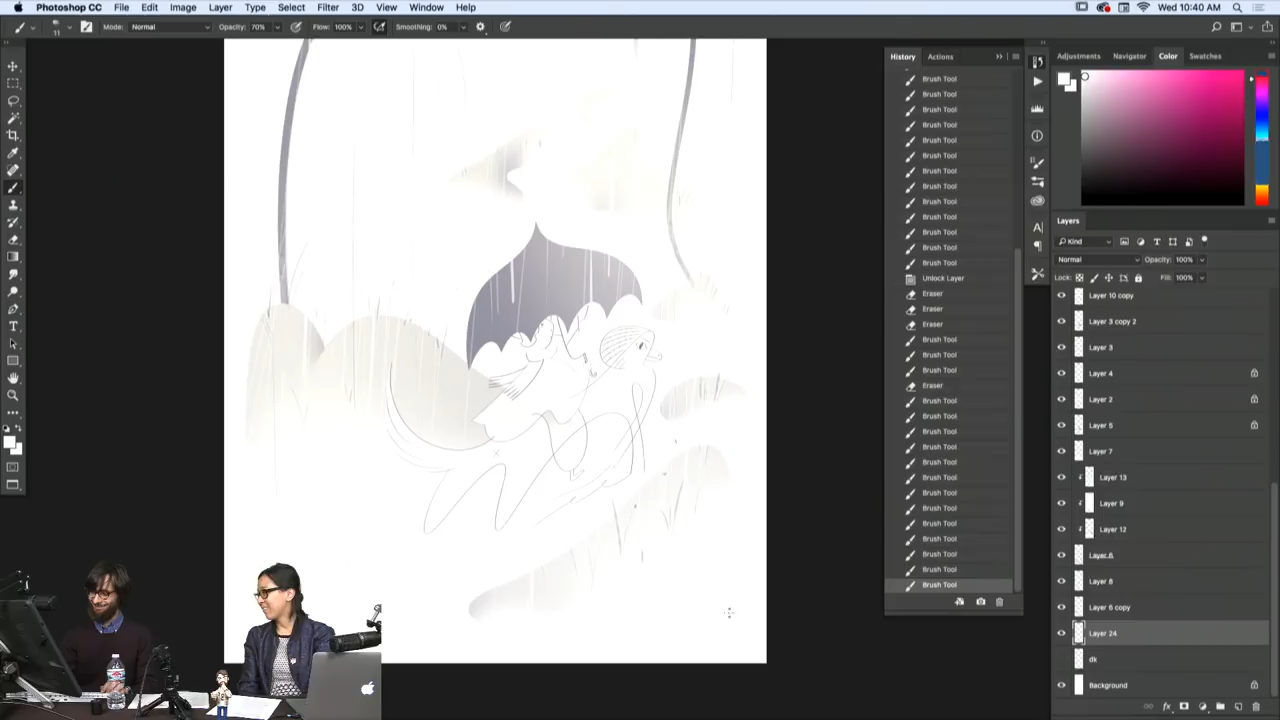 Photoshop CC File Edit Image Layer Type Select Filter 3D View Window Help Wed 10:40 AM
Mode: Normal Opacity: 70% Flow: 100% Smoothing: 0%
History Actions
Brush Tool
Brush Tool
Brush Tool
Brush Tool
Brush Tool
Brush Tool
Brush Tool
Brush Tool
Brush Tool
Brush Tool
Brush Tool
Brush Tool
Brush Tool
Unlock Layer
Eraser
Eraser
Eraser
Brush Tool
Brush Tool
Brush Tool
Eraser
Brush Tool
Brush Tool
Brush Tool
Brush Tool
Brush Tool
Brush Tool
Brush Tool
Brush Tool
Brush Tool
Brush Tool
Brush Tool
Brush Tool
Brush Tool
Adjustments Navigator Color Swatches
Layers
Kind
Normal Opacity: 100%
Lock: Fill: 100%
Layer 10 copy
Layer 3 copy 2
Layer 3
Layer 4
Layer 2
Layer 5
Layer 7
Layer 13
Layer 9
Layer 12
Layer 8
Layer 6 copy
Layer 24
dk
Background